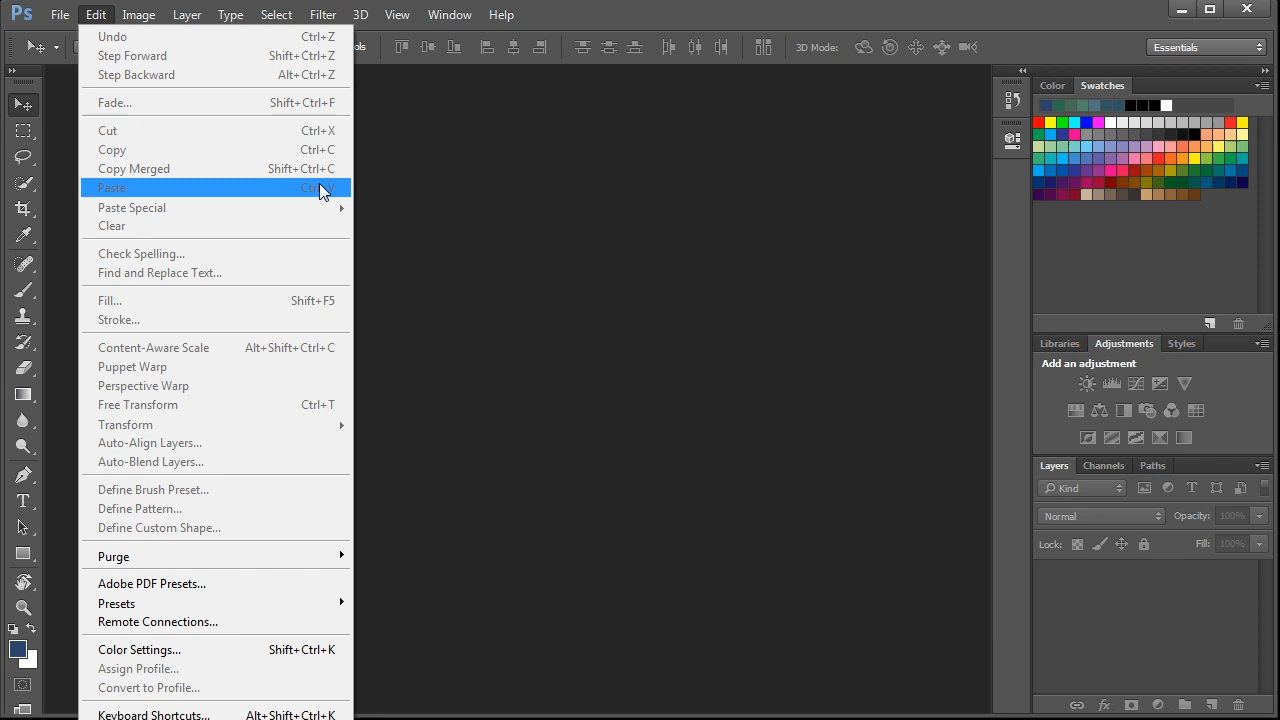 Ps File Edit Image Layer Type Select Filter 3D View Window Help
3D Mode: Essentials
Undo Ctrl+Z
Step Forward Shift+Ctrl+Z
Step Backward Alt+Ctrl+Z
Fade... Shift+Ctrl+F
Cut Ctrl+X
Copy Ctrl+C
Copy Merged Shift+Ctrl+C
Paste
Paste Special
Clear
Check Spelling...
Find and Replace Text...
Fill... Shift+F5
Stroke...
Content-Aware Scale Alt+Shift+Ctrl+C
Puppet Warp
Perspective Warp
Free Transform Ctrl+T
Transform
Auto-Align Layers...
Auto-Blend Layers...
Define Brush Preset...
Define Pattern...
Define Custom Shape...
Purge
Adobe PDF Presets...
Presets
Remote Connections...
Color Settings... Shift+Ctrl+K
Assign Profile...
Convert to Profile...
Keyboard Shortcuts... Alt+Shift+Ctrl+K
Color Swatches
Libraries Adjustments Styles
Add an adjustment
Layers Channels Paths
Kind
Normal Opacity: 100%
Lock: Fill: 100%